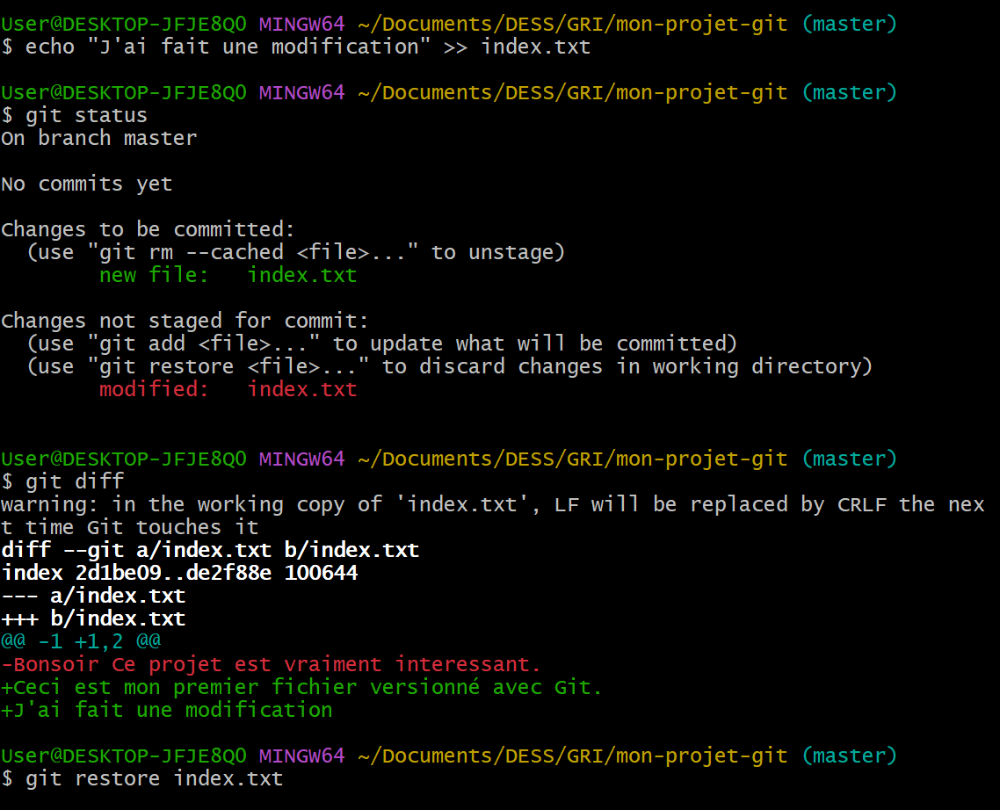 User@DESKTOP-JFJE8QO MINGW64 ~/Documents/DESS/GRI/mon-projet-git (master)
$ echo "J'ai fait une modification" >> index.txt

User@DESKTOP-JFJE8QO MINGW64 ~/Documents/DESS/GRI/mon-projet-git (master)
$ git status
On branch master

No commits yet

Changes to be committed:
  (use "git rm --cached <file>..." to unstage)
        new file:   index.txt

Changes not staged for commit:
  (use "git add <file>..." to update what will be committed)
  (use "git restore <file>..." to discard changes in working directory)
        modified:   index.txt


User@DESKTOP-JFJE8QO MINGW64 ~/Documents/DESS/GRI/mon-projet-git (master)
$ git diff
warning: in the working copy of 'index.txt', LF will be replaced by CRLF the nex
t time Git touches it
diff --git a/index.txt b/index.txt
index 2d1be09..de2f88e 100644
--- a/index.txt
+++ b/index.txt
@@ -1 +1,2 @@
-Bonsoir Ce projet est vraiment interessant.
+Ceci est mon premier fichier versionné avec Git.
+J'ai fait une modification

User@DESKTOP-JFJE8QO MINGW64 ~/Documents/DESS/GRI/mon-projet-git (master)
$ git restore index.txt